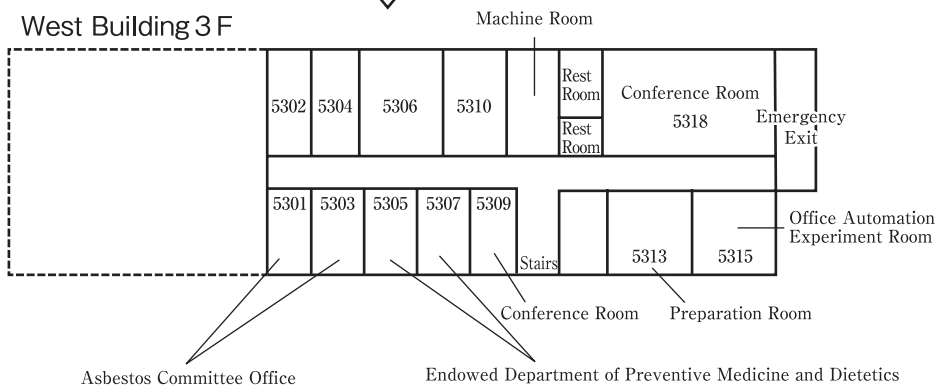 West Building 3 F
Machine Room
5302
5304
5306
5310
Rest
Room
Rest
Room
Conference Room
5318
Emergency
Exit
5301
5303
5305
5307
5309
Stairs
5313
5315
Office Automation
Experiment Room
Conference Room
Preparation Room
Asbestos Committee Office
Endowed Department of Preventive Medicine and Dietetics